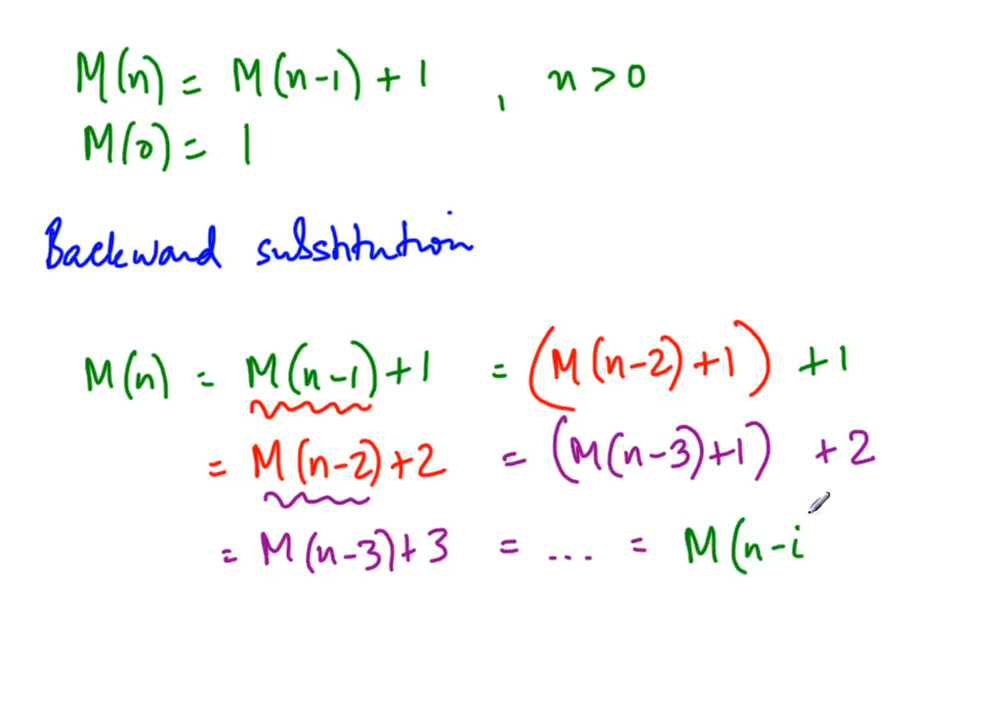 M(n) = M(n-1) + 1 , n > 0
M(0) = 1
Backward substitution
M(n) = M(n-1) + 1 = (M(n-2) + 1) + 1
= M(n-2) + 2 = (M(n-3) + 1) + 2
= M(n-3) + 3 = ... = M(n-i